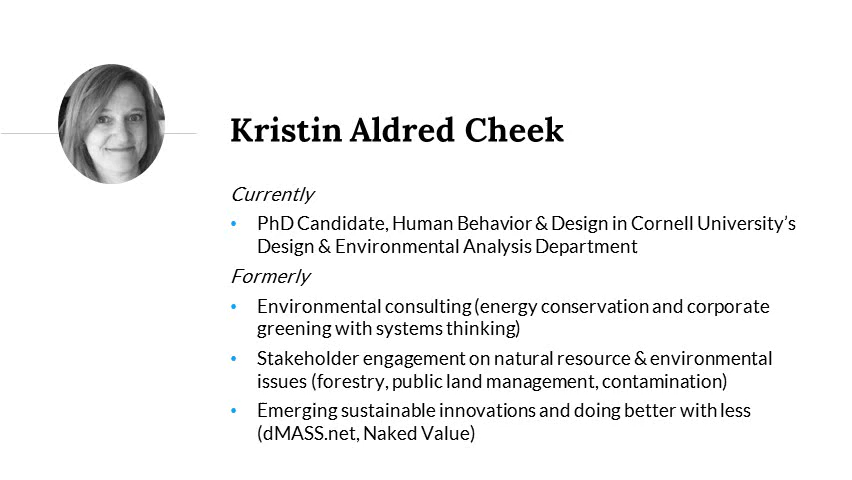 Kristin Aldred Cheek
Currently
• PhD Candidate, Human Behavior & Design in Cornell University’s
Design & Environmental Analysis Department
Formerly
• Environmental consulting (energy conservation and corporate
greening with systems thinking)
• Stakeholder engagement on natural resource & environmental
issues (forestry, public land management, contamination)
• Emerging sustainable innovations and doing better with less
(dMASS.net, Naked Value)